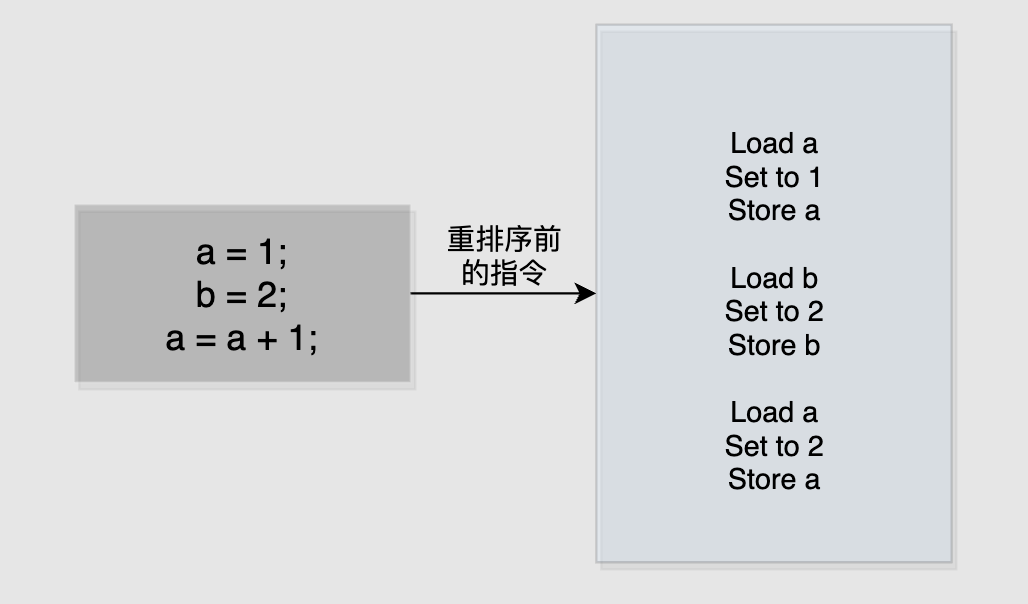 a = 1;
b = 2;
a = a + 1;
重排序前
的指令
Load a
Set to 1
Store a
Load b
Set to 2
Store b
Load a
Set to 2
Store a